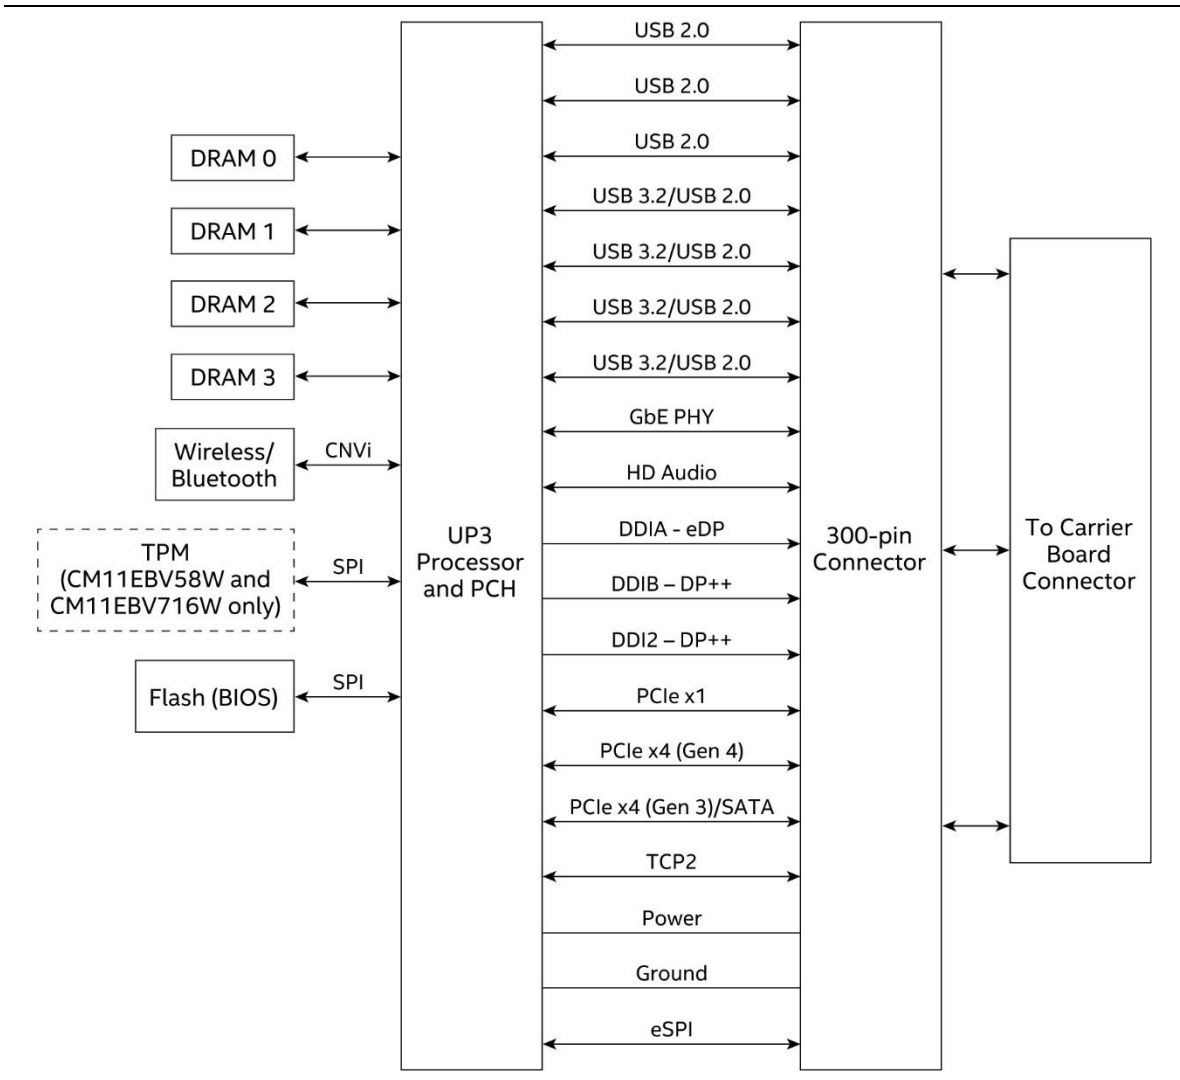 USB 2.0
USB 2.0
USB 2.0
DRAM 0
USB 3.2/USB 2.0
DRAM 1
USB 3.2/USB 2.0
DRAM 2
USB 3.2/USB 2.0
DRAM 3
USB 3.2/USB 2.0
GbE PHY
Wireless/
Bluetooth
CNVi
HD Audio
TPM
(CM11EBV58W and
CM11EBV716W only)
SPI
UP3
Processor
and PCH
DDIA - eDP
DDIB – DP++
DDI2 – DP++
300-pin
Connector
To Carrier
Board
Connector
Flash (BIOS)
SPI
PCIe x1
PCIe x4 (Gen 4)
PCIe x4 (Gen 3)/SATA
TCP2
Power
Ground
eSPI